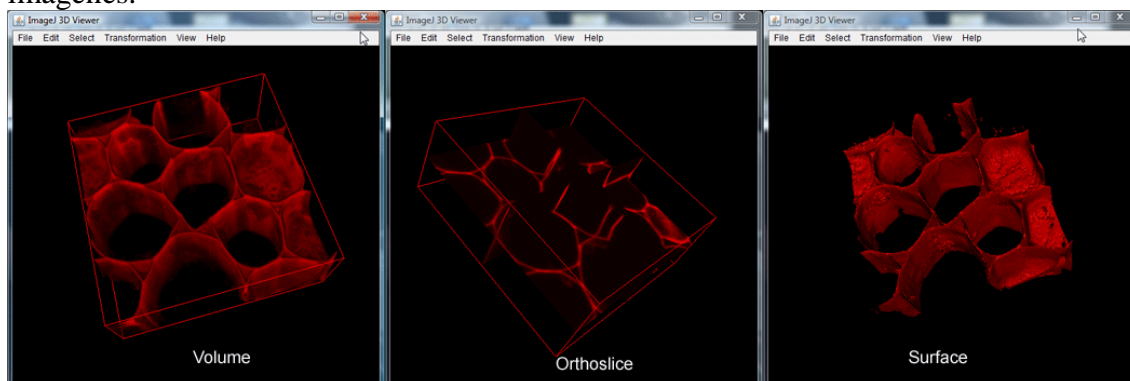 imágenes.
ImageJ 3D Viewer
File Edit Select Transformation View Help
Volume
ImageJ 3D Viewer
File Edit Select Transformation View Help
Orthoslice
ImageJ 3D Viewer
File Edit Select Transformation View Help
Surface